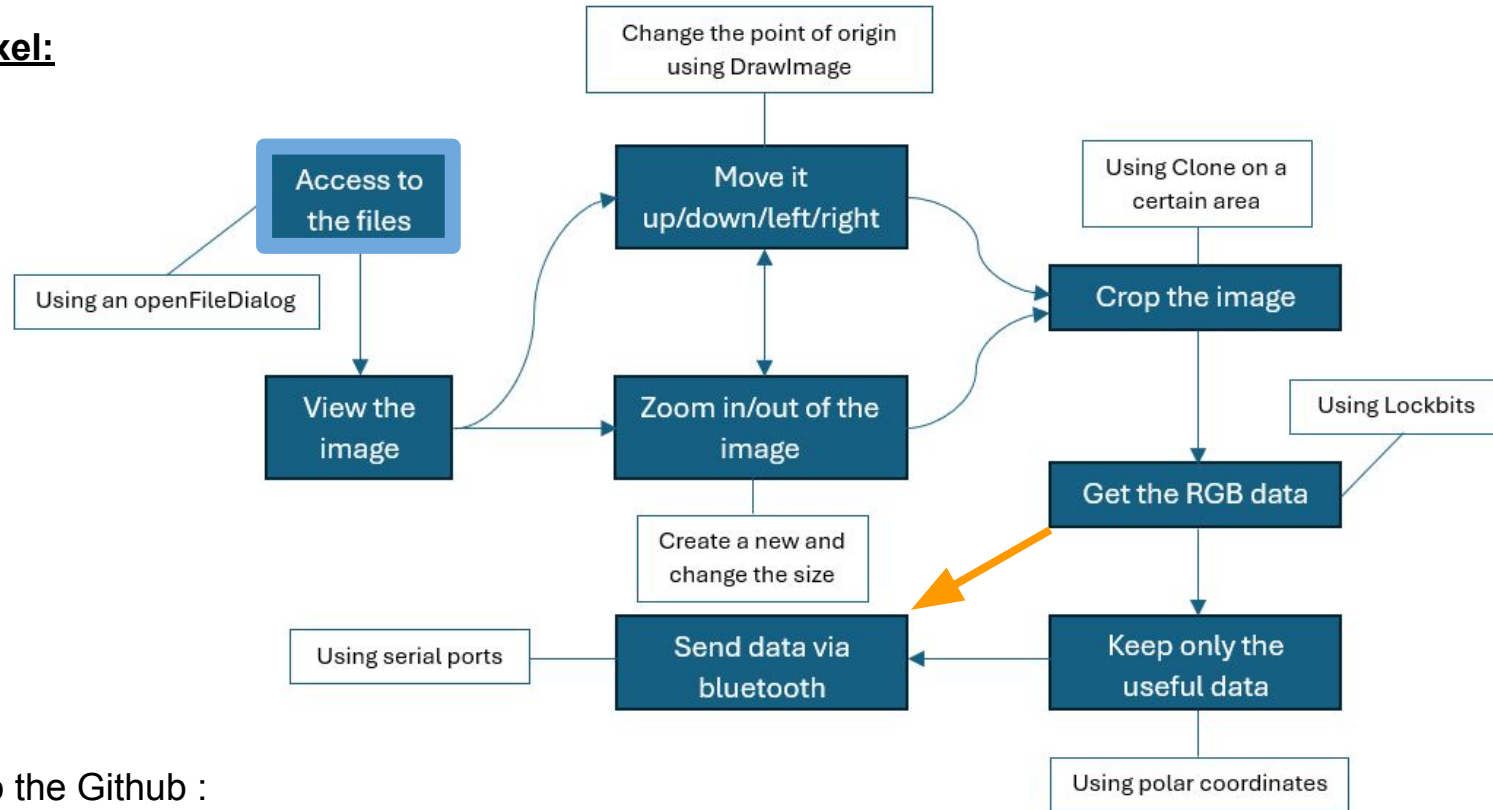 kel:
Change the point of origin
using DrawImage
Access to
the files
Move it
up/down/left/right
Using Clone on a
certain area
Using an openFileDialog
Crop the image
View the
image
Zoom in/out of the
image
Using Lockbits
Get the RGB data
Create a new and
change the size
Using serial ports
Send data via
bluetooth
Keep only the
useful data
Using polar coordinates
the Github :